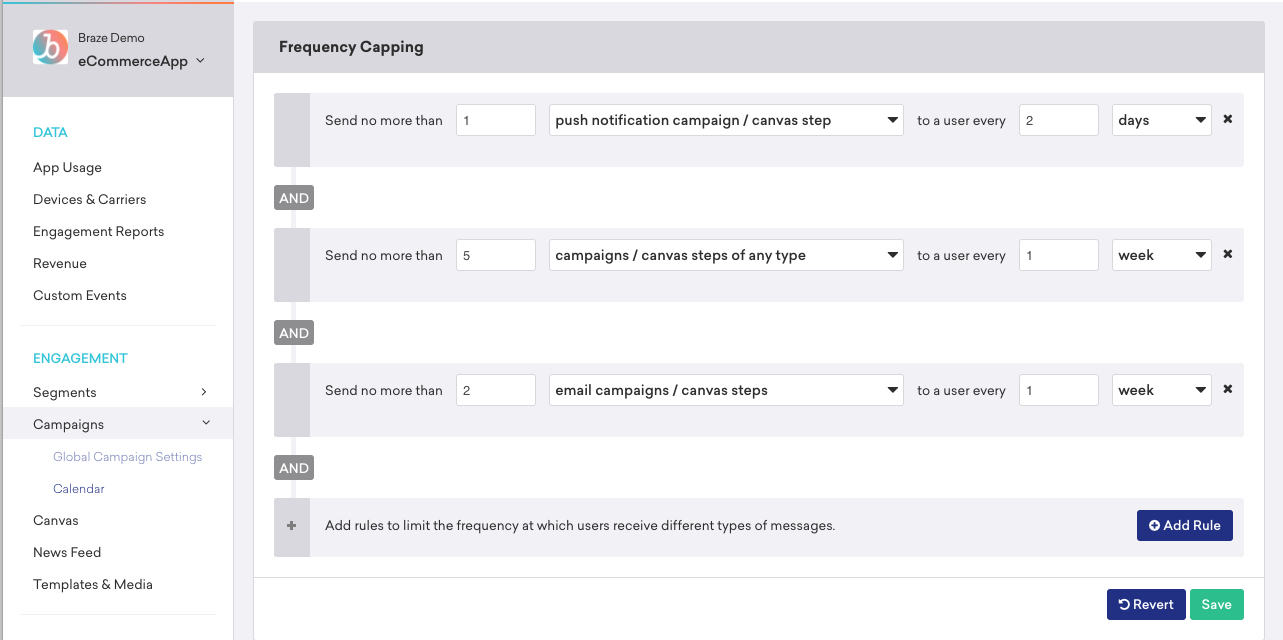 Braze Demo
eCommerceApp
DATA
App Usage
Devices & Carriers
Engagement Reports
Revenue
Custom Events
ENGAGEMENT
Segments
Campaigns
Global Campaign Settings
Calendar
Canvas
News Feed
Templates & Media
Frequency Capping
Send no more than 1 push notification campaign / canvas step to a user every 2 days
AND
Send no more than 5 campaigns / canvas steps of any type to a user every 1 week
AND
Send no more than 2 email campaigns / canvas steps to a user every 1 week
AND
Add rules to limit the frequency at which users receive different types of messages. Add Rule
Revert Save